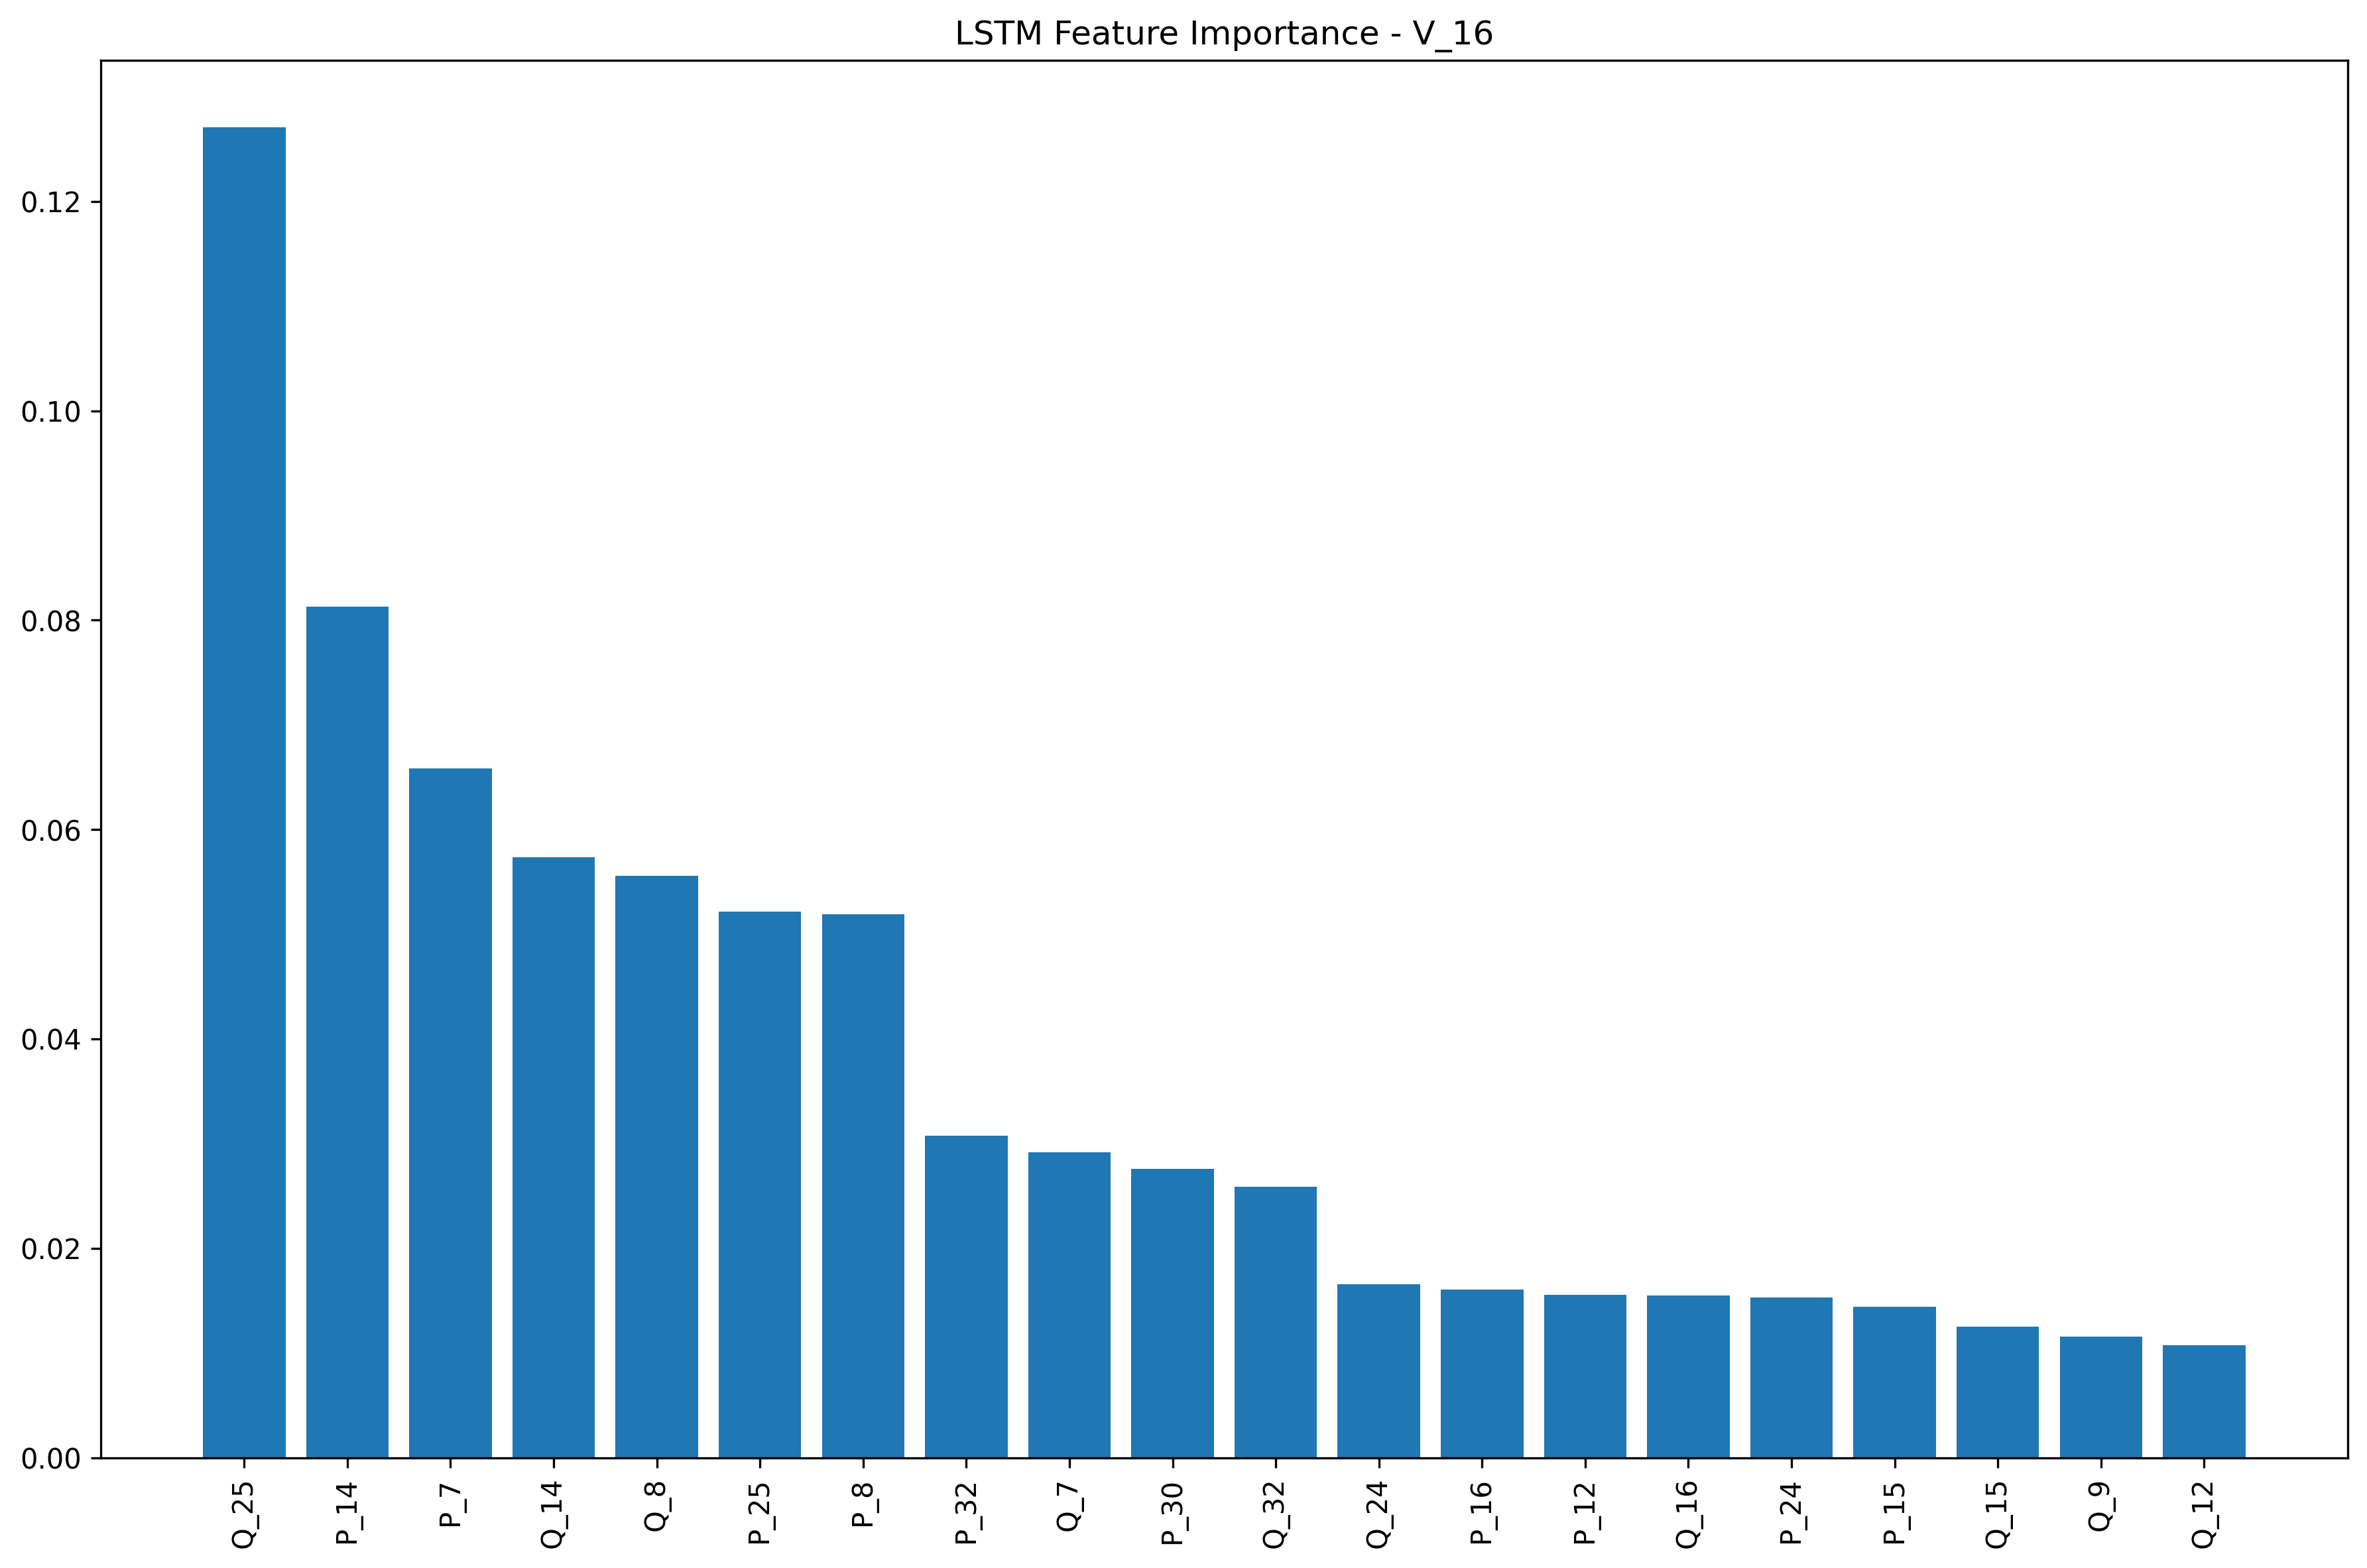 LSTM Feature Importance - V_16
0.12
0.10
0.08
0.06
0.04
0.02
0.00
Q_25
P_14
P_7
Q_14
Q_8
P_25
P_8
P_32
Q_7
P_30
Q_32
Q_24
P_16
P_12
Q_16
P_24
P_15
Q_15
Q_9
Q_12